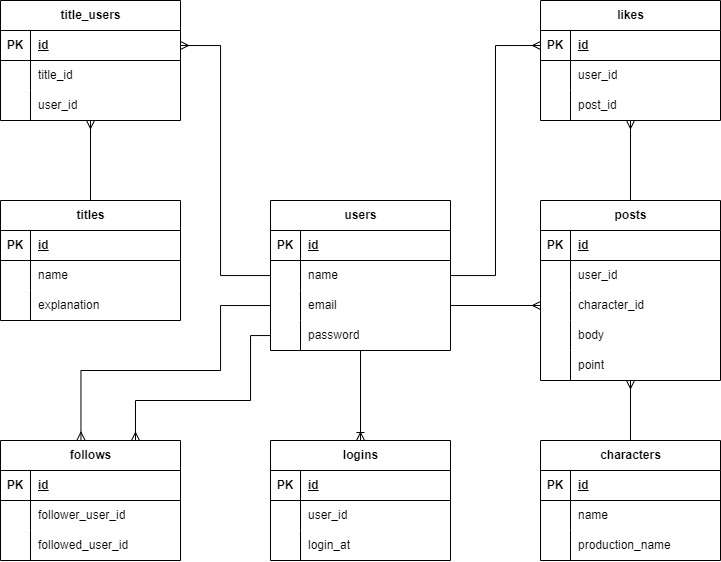 title_users
PK id
title_id
user_id
likes
PK id
user_id
post_id
titles
PK id
name
explanation
users
PK id
name
email
password
posts
PK id
user_id
character_id
body
point
follows
PK id
follower_user_id
followed_user_id
logins
PK id
user_id
login_at
characters
PK id
name
production_name